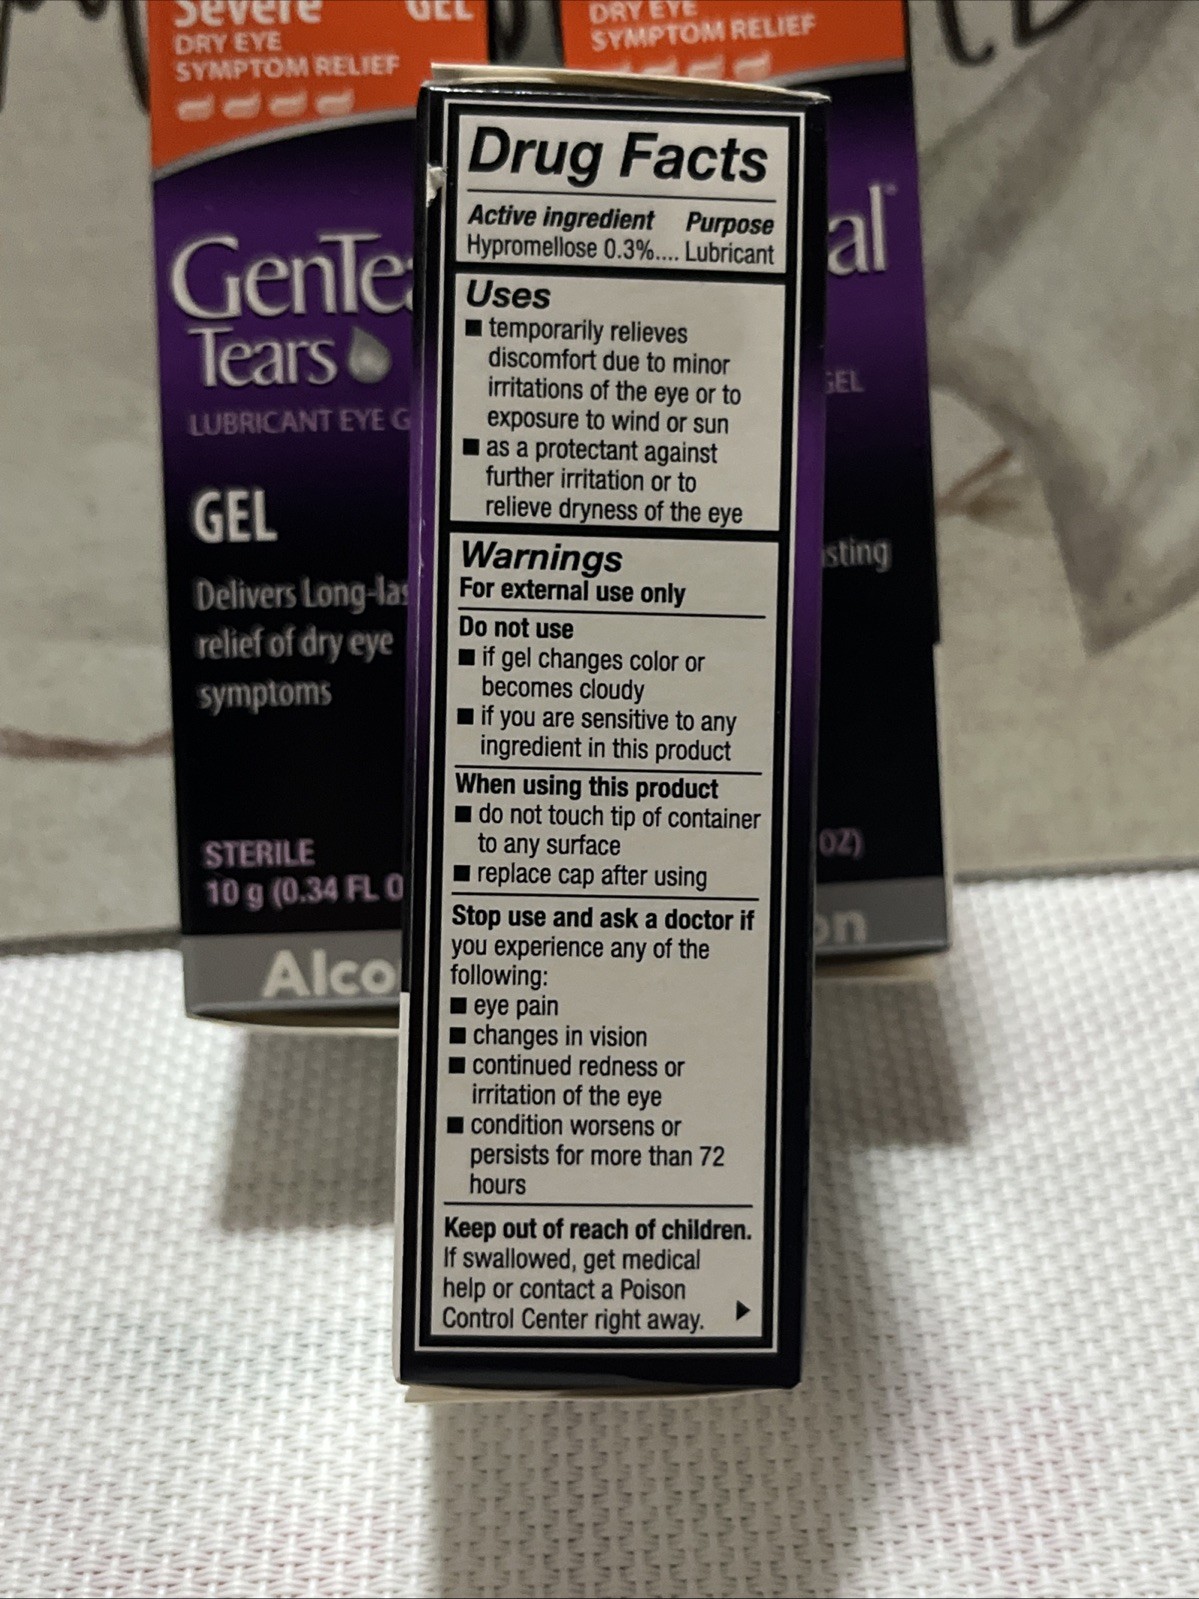 Severe GEL
DRY EYE
SYMPTOM RELIEF
GenTe
Tears
LUBRICANT EYE G
GEL
Delivers Long-las
relief of dry eye
symptoms
STERILE
10 g (0.34 FL O
Alco
Drug Facts
Active ingredient Purpose
Hypromellose 0.3%.... Lubricant
Uses
■ temporarily relieves
discomfort due to minor
irritations of the eye or to
exposure to wind or sun
■ as a protectant against
further irritation or to
relieve dryness of the eye
Warnings
For external use only
Do not use
■ if gel changes color or
becomes cloudy
■ if you are sensitive to any
ingredient in this product
When using this product
■ do not touch tip of container
to any surface
■ replace cap after using
Stop use and ask a doctor if
you experience any of the
following:
■ eye pain
■ changes in vision
■ continued redness or
irritation of the eye
■ condition worsens or
persists for more than 72
hours
Keep out of reach of children.
If swallowed, get medical
help or contact a Poison
Control Center right away.
DRY EYE
SYMPTOM RELIEF
al
GEL
sting
OZ)
on